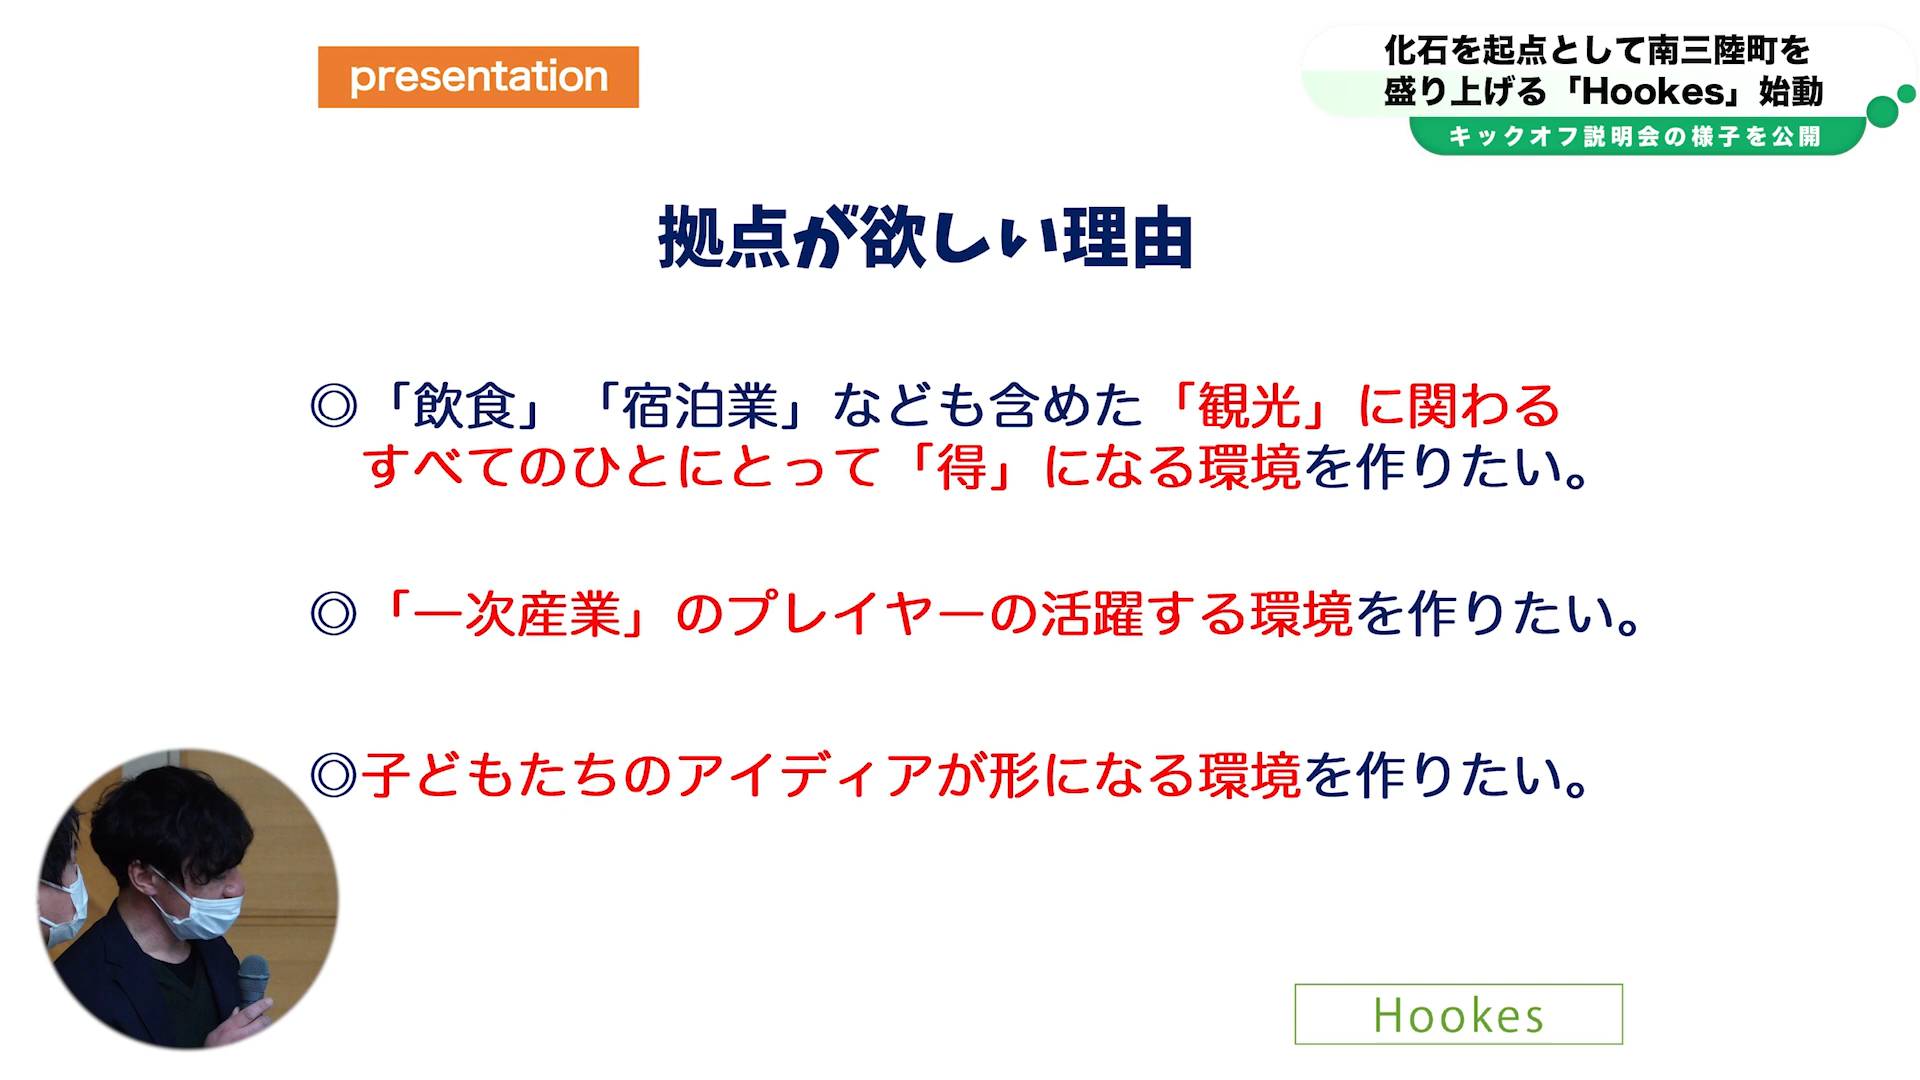 presentation
化石を起点として南三陸町を
盛り上げる「Hookes」始動
キックオフ説明会の様子を公開
拠点が欲しい理由
◎「飲食」「宿泊業」なども含めた「観光」に関わる
すべてのひとにとって「得」になる環境を作りたい。
◎「一次産業」のプレイヤーの活躍する環境を作りたい。
◎子どもたちのアイディアが形になる環境を作りたい。
Hookes